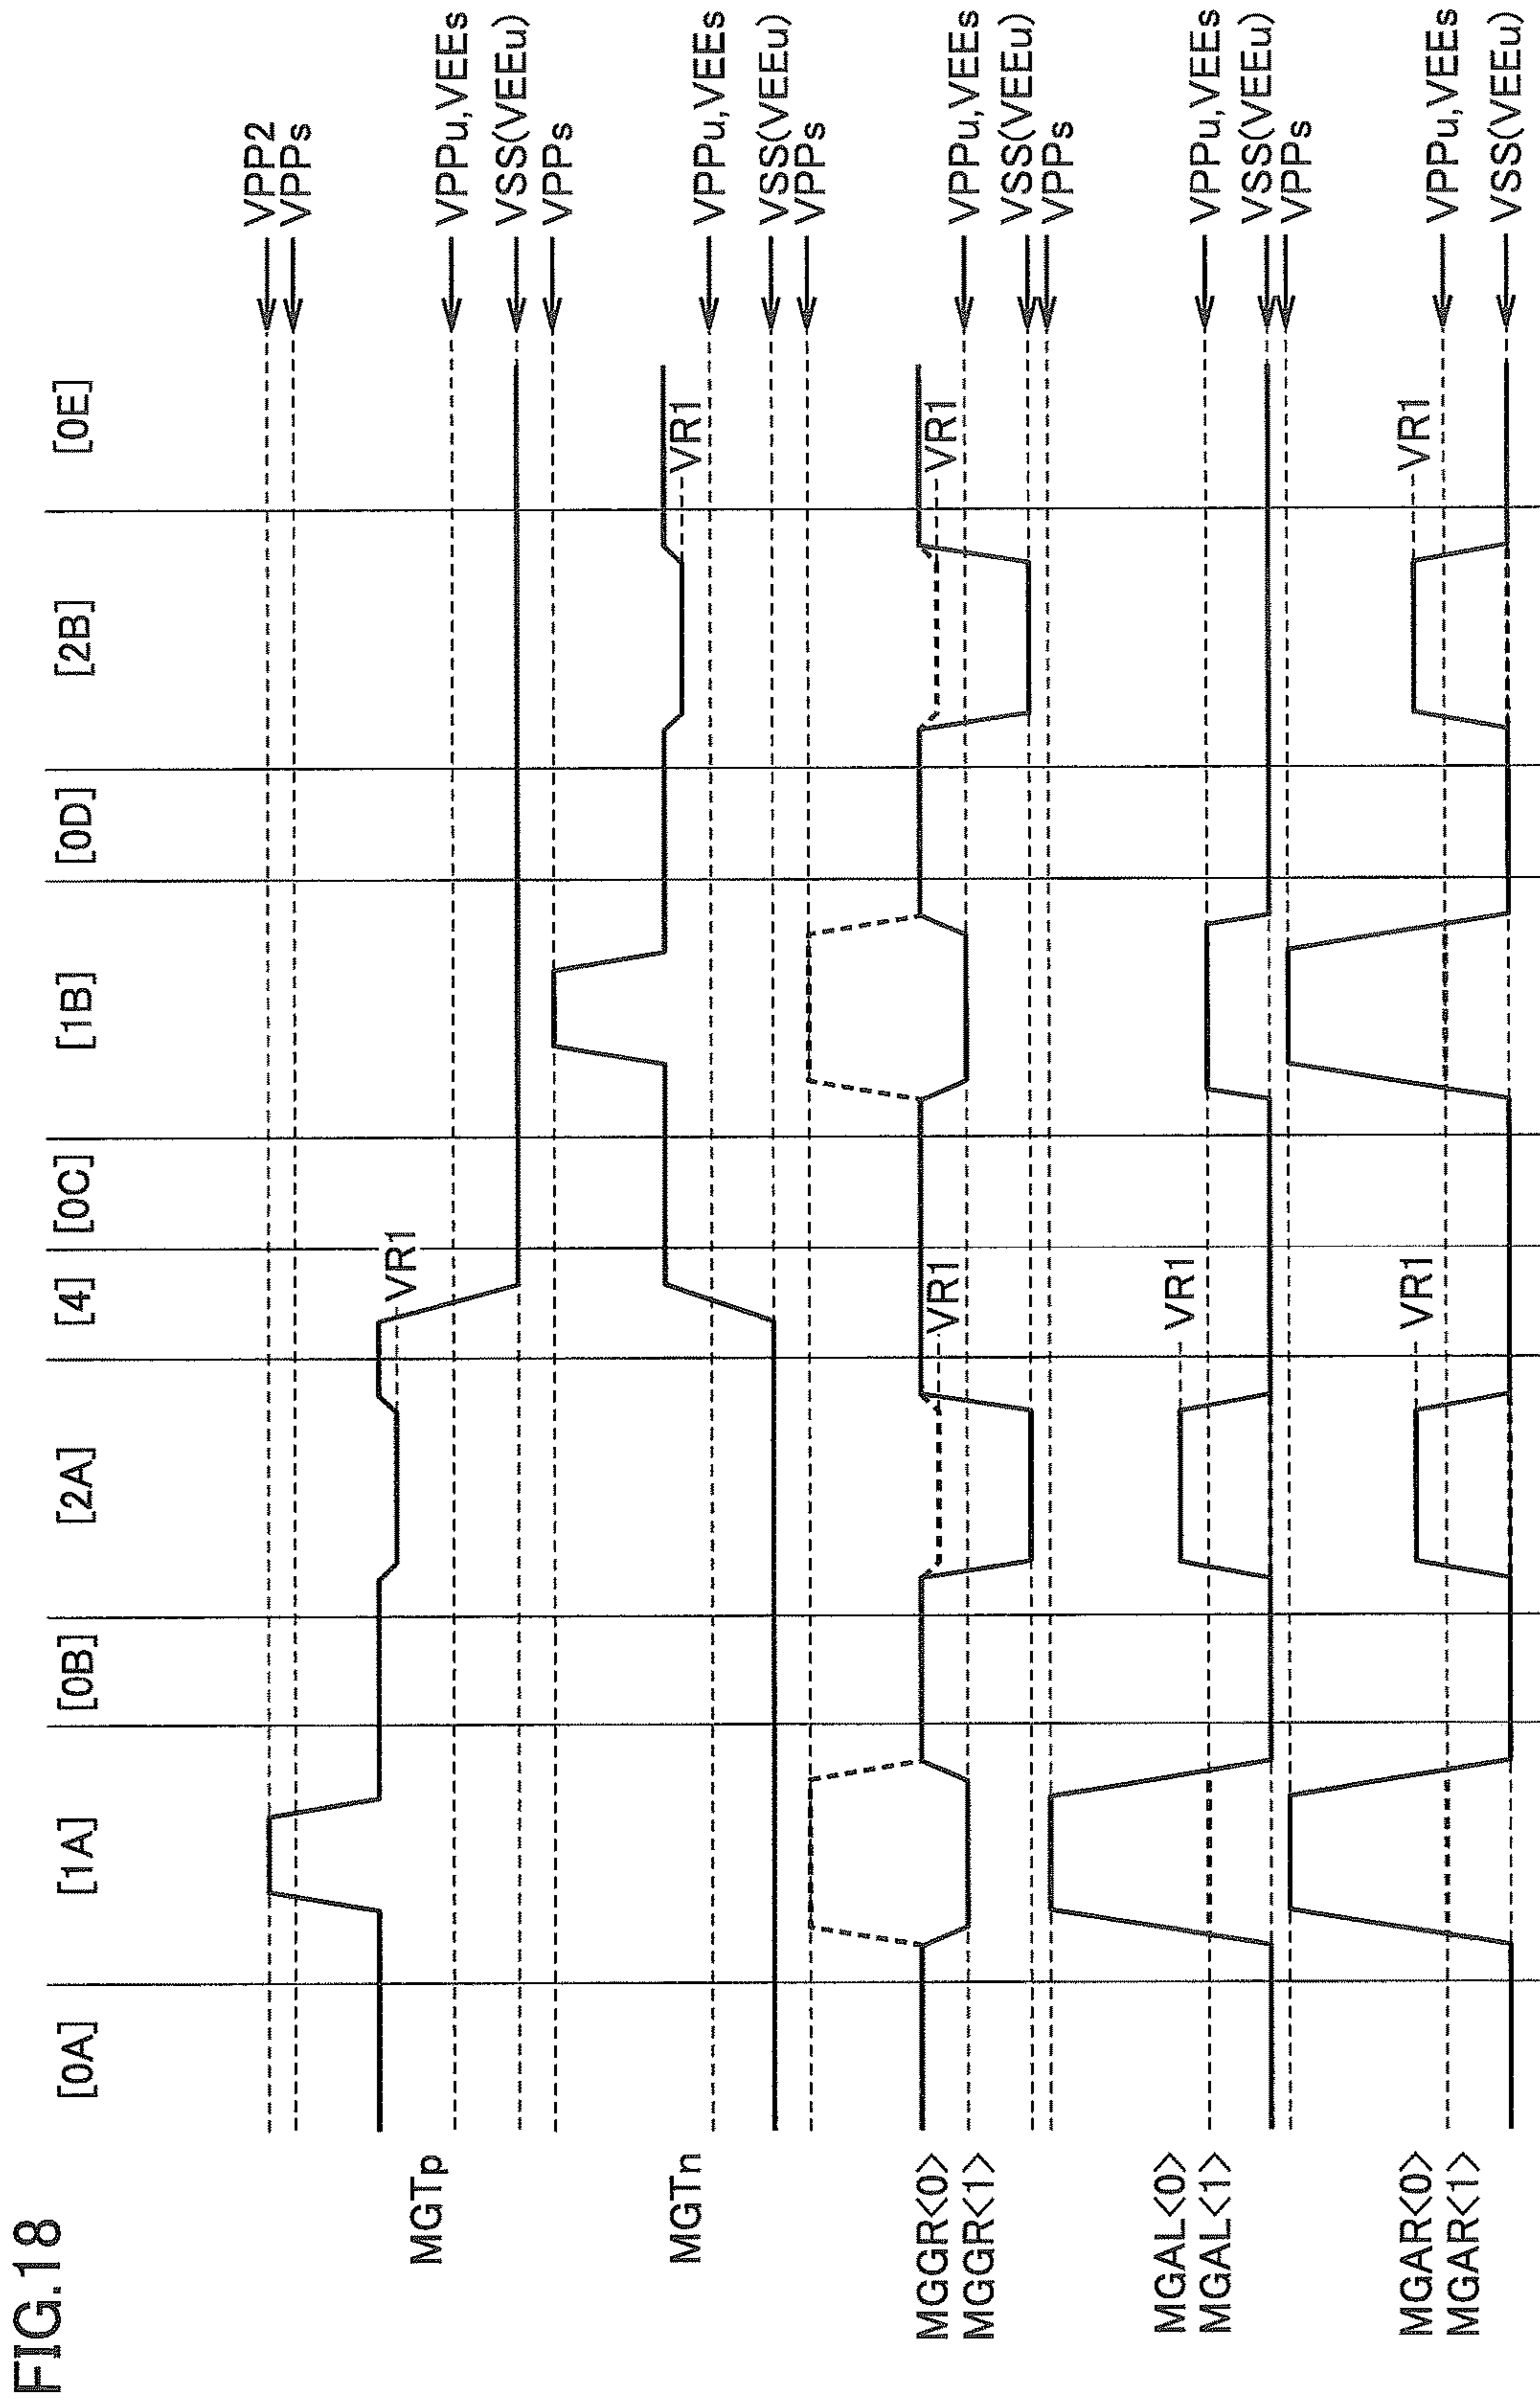 FIG.18
[0A] [1A] [0B] [2A] [4] [0C] [1B] [0D] [2B] [0E]
VPP2
VPPs
MGTp
VR1
VPPu,VEEs
VSS(VEEu)
VPPs
MGTn
VR1
VPPu,VEEs
VSS(VEEu)
VPPs
MGGR<0>
VR1
VR1
MGGR<1>
VPPu,VEEs
VSS(VEEu)
VPPs
MGAL<0>
VR1
MGAL<1>
VPPu,VEEs
VSS(VEEu)
VPPs
MGAR<0>
VR1
VR1
MGAR<1>
VPPu,VEEs
VSS(VEEu)